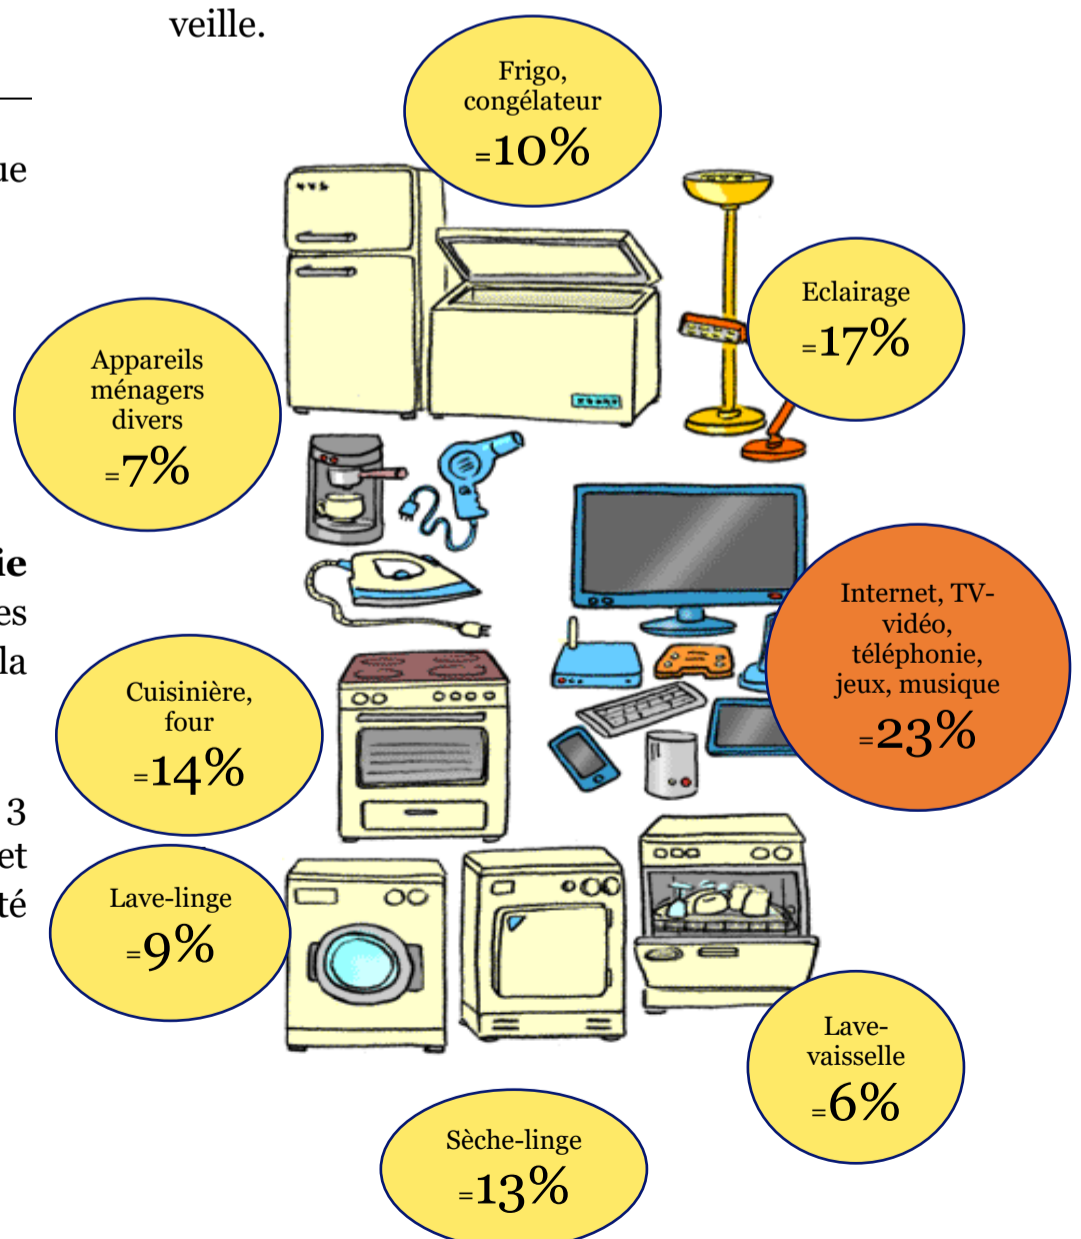 veille.
ue
ie
es
la
3
et
té
Frigo,
congélateur
=10%
Eclairage
=17%
Appareils
ménagers
divers
=7%
Internet, TV-
vidéo,
téléphonie,
jeux, musique
=23%
Cuisinière,
four
=14%
Lave-linge
=9%
Lave-
vaisselle
=6%
Sèche-linge
=13%